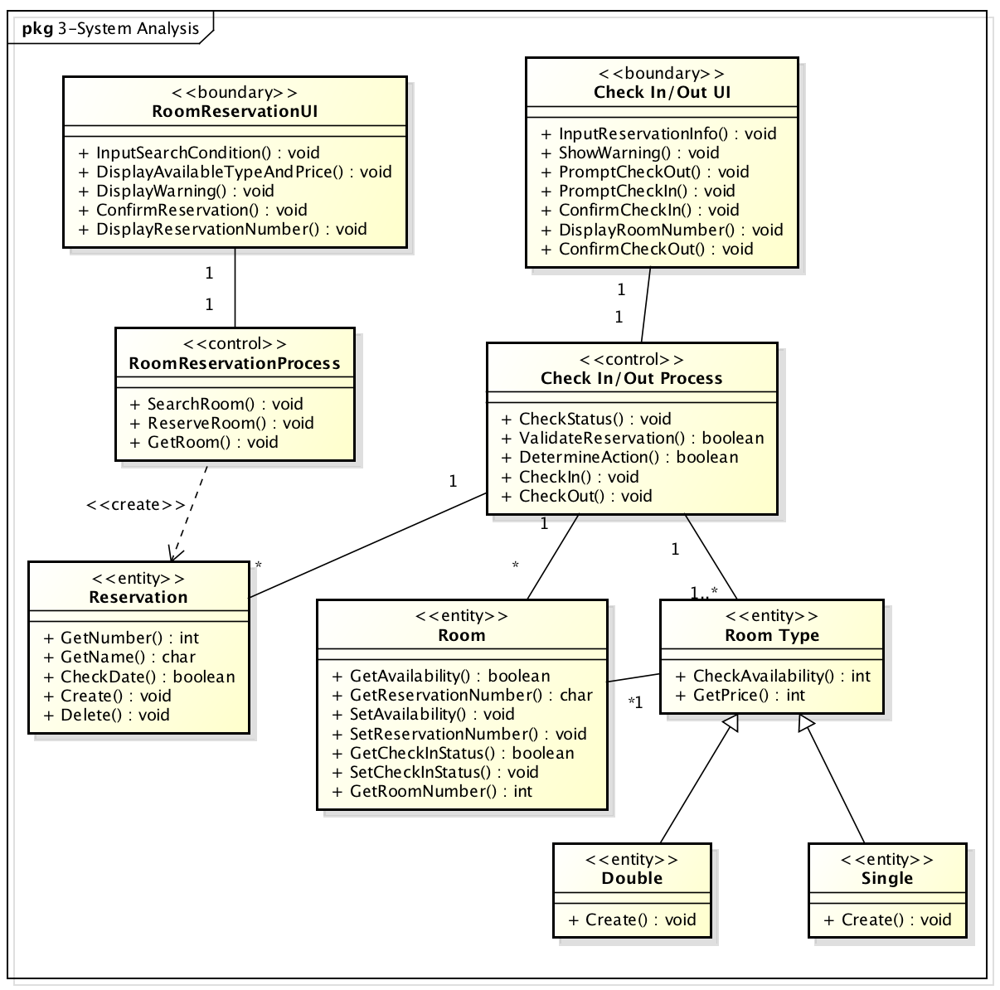 pkg 3-System Analysis
<<boundary>>
RoomReservationUI
+ InputSearchCondition() : void
+ DisplayAvailableTypeAndPrice() : void
+ DisplayWarning() : void
+ ConfirmReservation() : void
+ DisplayReservationNumber() : void
<<boundary>>
Check In/Out UI
+ InputReservationInfo() : void
+ ShowWarning() : void
+ PromptCheckOut() : void
+ PromptCheckIn() : void
+ ConfirmCheckIn() : void
+ DisplayRoomNumber() : void
+ ConfirmCheckOut() : void
1
1
1
1
<<control>>
RoomReservationProcess
+ SearchRoom() : void
+ ReserveRoom() : void
+ GetRoom() : void
<<control>>
Check In/Out Process
+ CheckStatus() : void
+ ValidateReservation() : boolean
+ DetermineAction() : boolean
+ CheckIn() : void
+ CheckOut() : void
<<create>>
1
*
1
*
1
1..*
<<entity>>
Reservation
+ GetNumber() : int
+ GetName() : char
+ CheckDate() : boolean
+ Create() : void
+ Delete() : void
<<entity>>
Room
+ GetAvailability() : boolean
+ GetReservationNumber() : char
+ SetAvailability() : void
+ SetReservationNumber() : void
+ GetCheckInStatus() : boolean
+ SetCheckInStatus() : void
+ GetRoomNumber() : int
*1
<<entity>>
Room Type
+ CheckAvailability() : int
+ GetPrice() : int
<<entity>>
Double
+ Create() : void
<<entity>>
Single
+ Create() : void